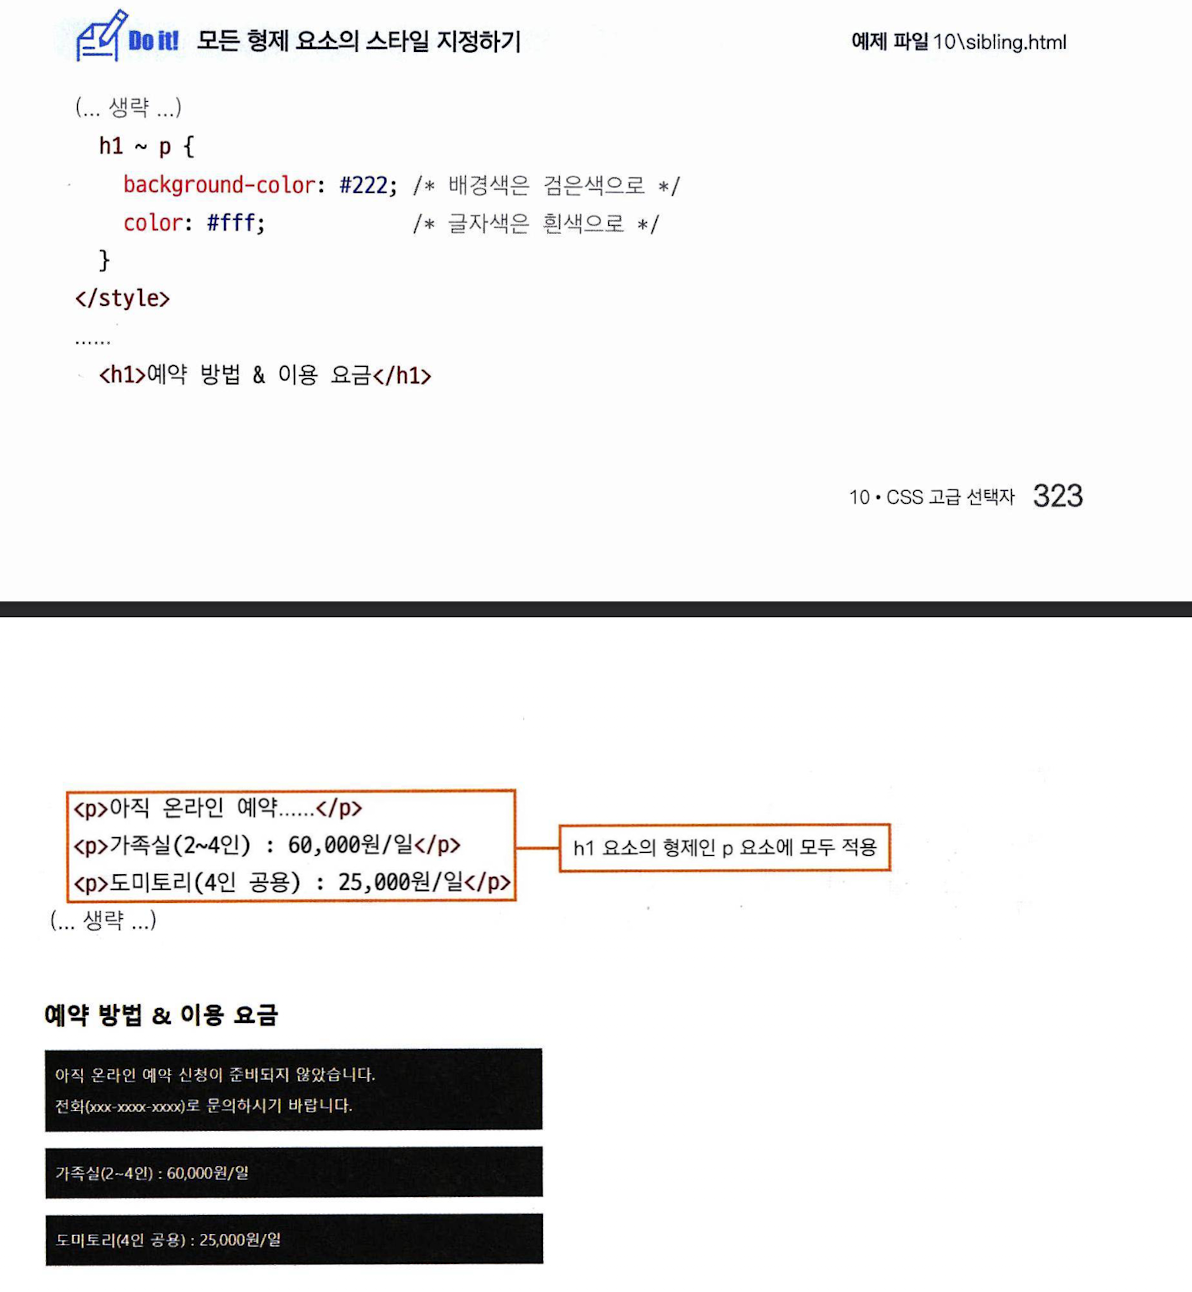 Do it! 모든 형제 요소의 스타일 지정하기 예제 파일 10\sibling.html
(... 생략 ...)
h1 ~ p {
background-color: #222; /* 배경색은 검은색으로 */
color: #fff; /* 글자색은 흰색으로 */
}
</style>
......
<h1>예약 방법 & 이용 요금</h1>
10 • CSS 고급 선택자 323
<p>아직 온라인 예약......</p>
<p>가족실(2~4인) : 60,000원/일</p>
<p>도미토리(4인 공용) : 25,000원/일</p>
h1 요소의 형제인 p 요소에 모두 적용
(... 생략 ...)
예약 방법 & 이용 요금
아직 온라인 예약 신청이 준비되지 않았습니다.
전화(xxx-xxxx-xxxx)로 문의하시기 바랍니다.
가족실(2~4인) : 60,000원/일
도미토리(4인 공용) : 25,000원/일